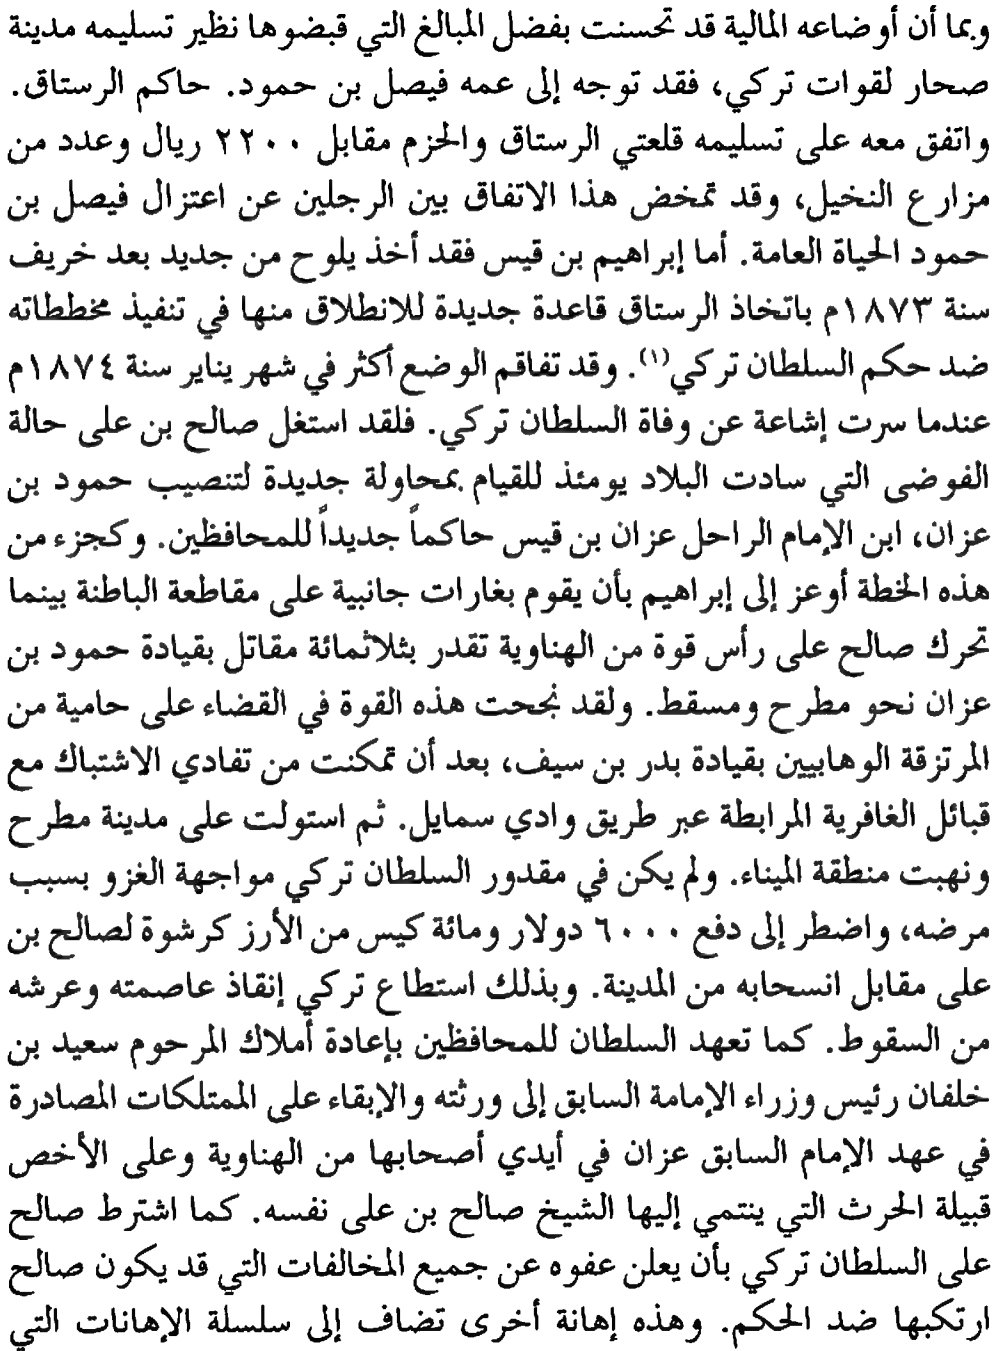 وبما أن أوضاعه المالية قد تحسنت بفضل المبالغ التي قبضوها نظير تسليمه مدينة
صحار لقوات تركي، فقد توجه إلى عمه فيصل بن حمود. حاكم الرستاق.
واتفق معه على تسليمه قلعتي الرستاق والحزم مقابل ٢٢٠٠ ريال وعدد من
مزارع النخيل، وقد تمخض هذا الاتفاق بين الرجلين عن اعتزال فيصل بن
حمود الحياة العامة. أما إبراهيم بن قيس فقد أخذ يلوح من جديد بعد خريف
سنة ١٨٧٣م باتخاذ الرستاق قاعدة جديدة للانطلاق منها في تنفيذ مخططاته
ضد حكم السلطان تركي(١). وقد تفاقم الوضع أكثر في شهر يناير سنة ١٨٧٤م
عندما سرت إشاعة عن وفاة السلطان تركي. فلقد استغل صالح بن على حالة
الفوضى التي سادت البلاد يومئذ للقيام بمحاولة جديدة لتنصيب حمود بن
عزان، ابن الإمام الراحل عزان بن قيس حاكماً جديداً للمحافظين. وكجزء من
هذه الخطة أوعز إلى إبراهيم بأن يقوم بغارات جانبية على مقاطعة الباطنة بينما
تحرك صالح على رأس قوة من الهناوية تقدر بثلاثمائة مقاتل بقيادة حمود بن
عزان نحو مطرح ومسقط. ولقد نجحت هذه القوة في القضاء على حامية من
المرتزقة الوهابيين بقيادة بدر بن سيف، بعد أن تمكنت من تفادي الاشتباك مع
قبائل الغافرية المرابطة عبر طريق وادي سمايل. ثم استولت على مدينة مطرح
ونهبت منطقة الميناء. ولم يكن في مقدور السلطان تركي مواجهة الغزو بسبب
مرضه، واضطر إلى دفع ٦٠٠٠ دولار ومائة كيس من الأرز كرشوة لصالح بن
على مقابل انسحابه من المدينة. وبذلك استطاع تركي إنقاذ عاصمته وعرشه
من السقوط. كما تعهد السلطان للمحافظين بإعادة أملاك المرحوم سعيد بن
خلفان رئيس وزراء الإمامة السابق إلى ورثته والإبقاء على الممتلكات المصادرة
في عهد الإمام السابق عزان في أيدي أصحابها من الهناوية وعلى الأخص
قبيلة الحرث التي ينتمي إليها الشيخ صالح بن على نفسه. كما اشترط صالح
على السلطان تركي بأن يعلن عفوه عن جميع المخالفات التي قد يكون صالح
ارتكبها ضد الحكم. وهذه إهانة أخرى تضاف إلى سلسلة الإهانات التي